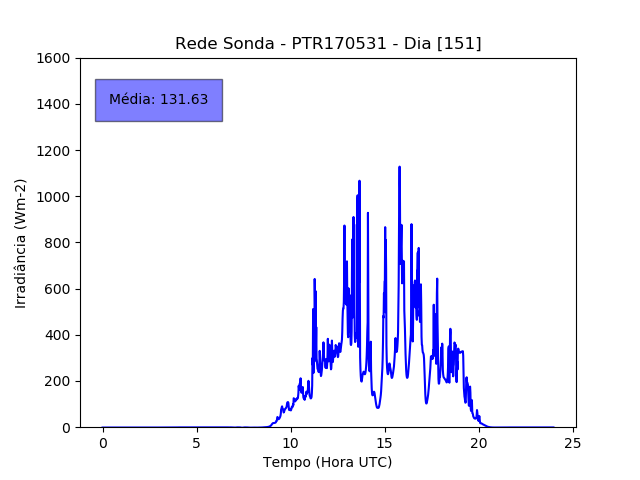 Rede Sonda - PTR170531 - Dia [151]
1600
1400
1200
1000
800
600
400
200
0
Média: 131.63
Irradiância (Wm-2)
0 5 10 15 20 25
Tempo (Hora UTC)